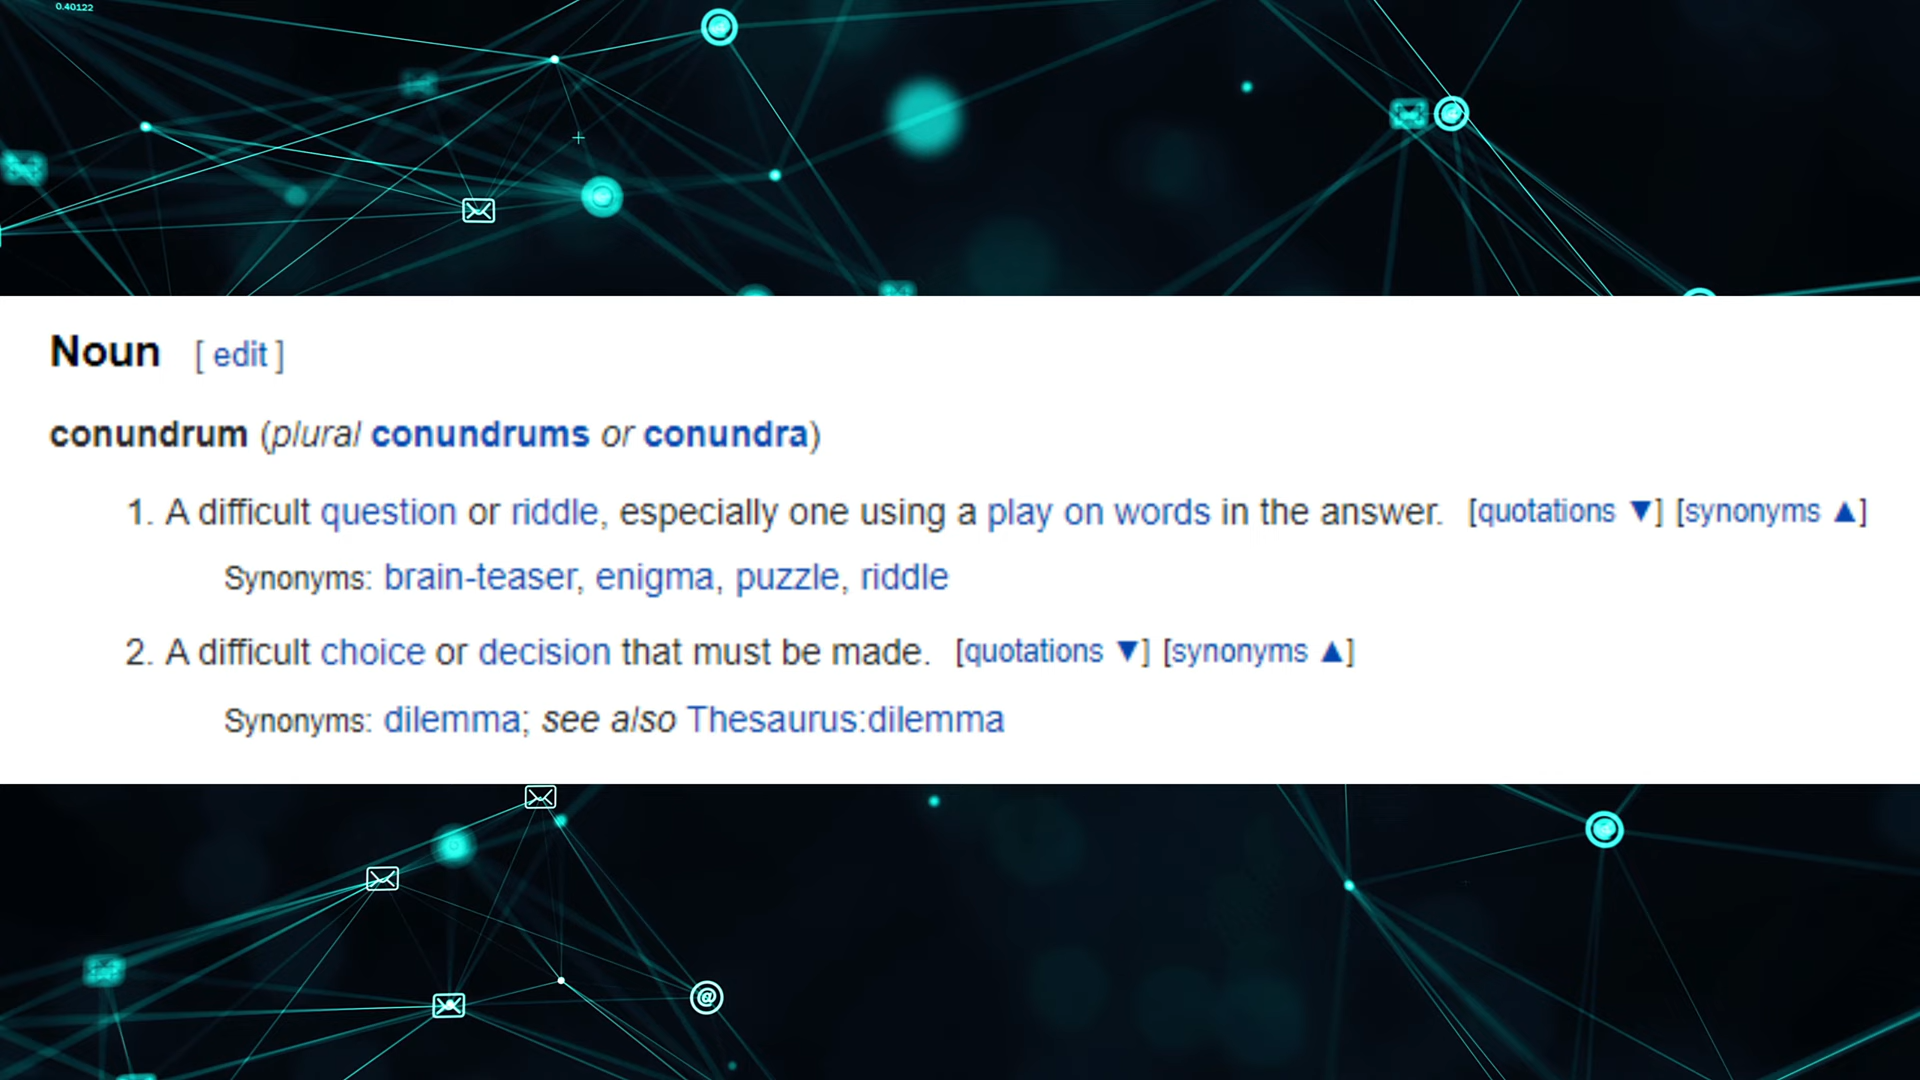 0.40122
Noun [ edit ]
conundrum (plural conundrums or conundra)
1. A difficult question or riddle, especially one using a play on words in the answer. [quotations ▼] [synonyms ▲]
Synonyms: brain-teaser, enigma, puzzle, riddle
2. A difficult choice or decision that must be made. [quotations ▼] [synonyms ▲]
Synonyms: dilemma; see also Thesaurus:dilemma
@